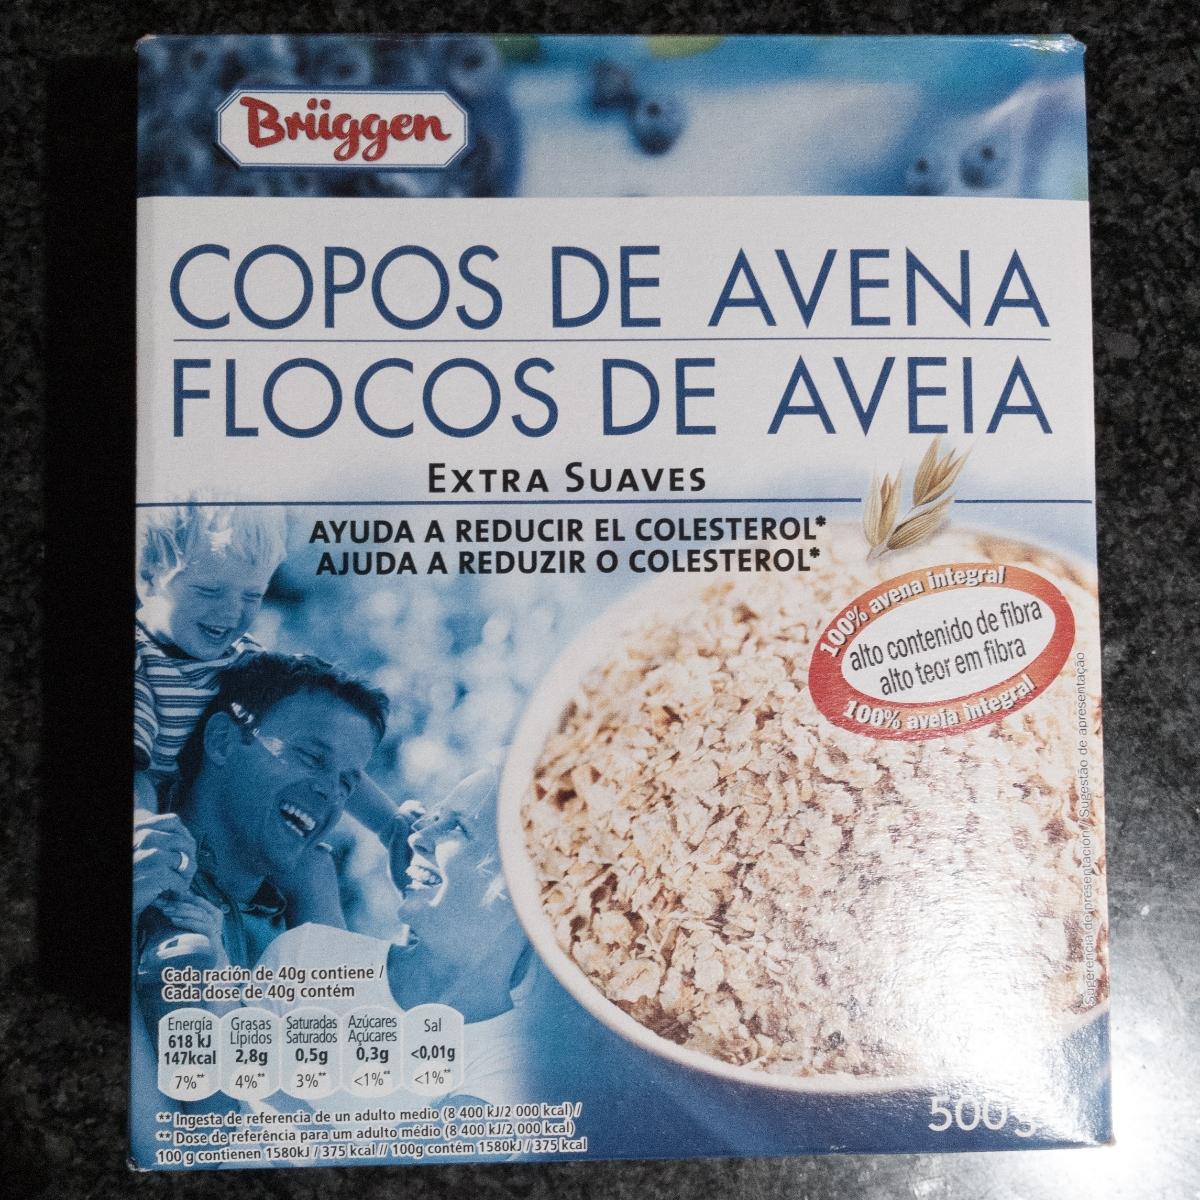 Brüggen
COPOS DE AVENA
FLOCOS DE AVEIA
EXTRA SUAVES
AYUDA A REDUCIR EL COLESTEROL*
AJUDA A REDUZIR O COLESTEROL*
100% avena integral
alto contenido de fibra
alto teor em fibra
100% aveia integral
Sugerencia de presentación / Sugestão de apresentação
Cada ración de 40g contiene /
Cada dose de 40g contém
Energía Grasas Saturadas Azúcares Sal
Lípidos Saturados Açúcares
618 kJ
147kcal 2,8g 0,5g 0,3g <0,01g
7%** 4%** 3%** <1%** <1%**
** Ingesta de referencia de un adulto medio (8 400 kJ/2 000 kcal) /
** Dose de referência para um adulto médio (8 400 kJ/2 000 kcal)
100 g contienen 1580kJ / 375 kcal // 100g contém 1580kJ / 375 kcal
500g